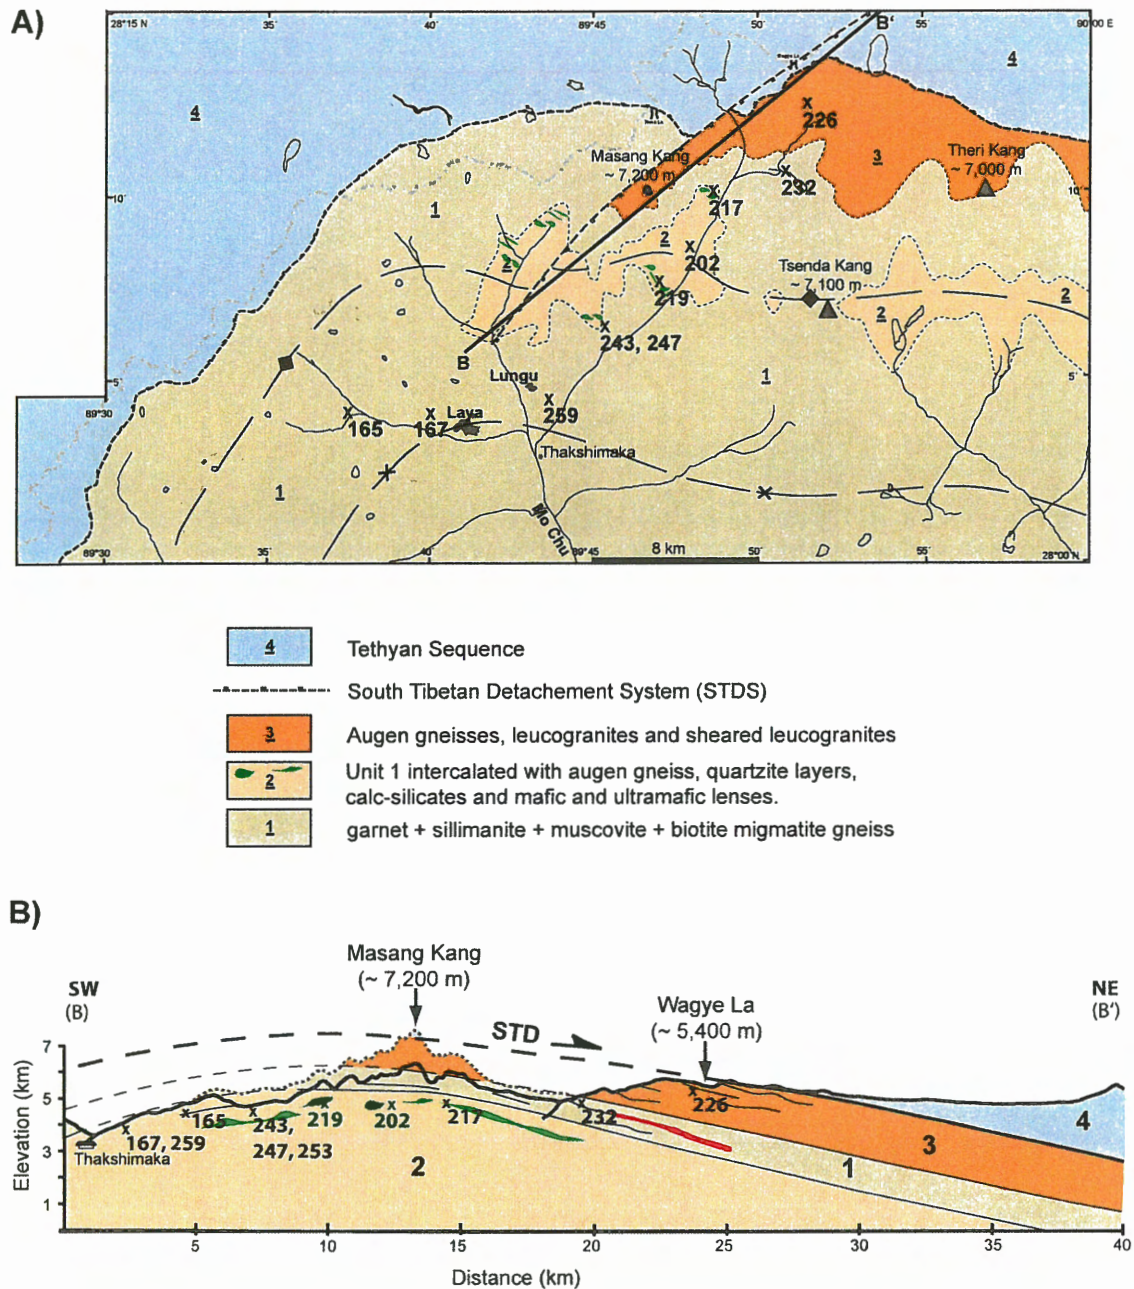 A)
28°15 N
35'
40'
89°45
50'
55'
90°00 E
B'
4
4
226
Masang Kang
~ 7,200 m
3
Theri Kang
~ 7,000 m
10'
10'
232
1
217
2
2
202
Tsenda Kang
~ 7,100 m
219
2
2
243, 247
B
Lungu
1
5'
5'
89°30
Laya
259
165
167
Thakshimaka
1
Mo Chu
89°30
35'
40'
89°45
8 km
50'
55'
28°00 N
4 Tethyan Sequence
South Tibetan Detachement System (STDS)
3 Augen gneisses, leucogranites and sheared leucogranites
2 Unit 1 intercalated with augen gneiss, quartzite layers,
calc-silicates and mafic and ultramafic lenses.
1 garnet + sillimanite + muscovite + biotite migmatite gneiss
B)
Masang Kang
(~ 7,200 m)
SW
(B)
Wagye La
(~ 5,400 m)
NE
(B')
STD
7
5
3
1
Elevation (km)
165
243,
247, 253
219
202
217
232
226
167, 259
Thakshimaka
2
1
3
4
5
10
15
20
25
30
35
40
Distance (km)